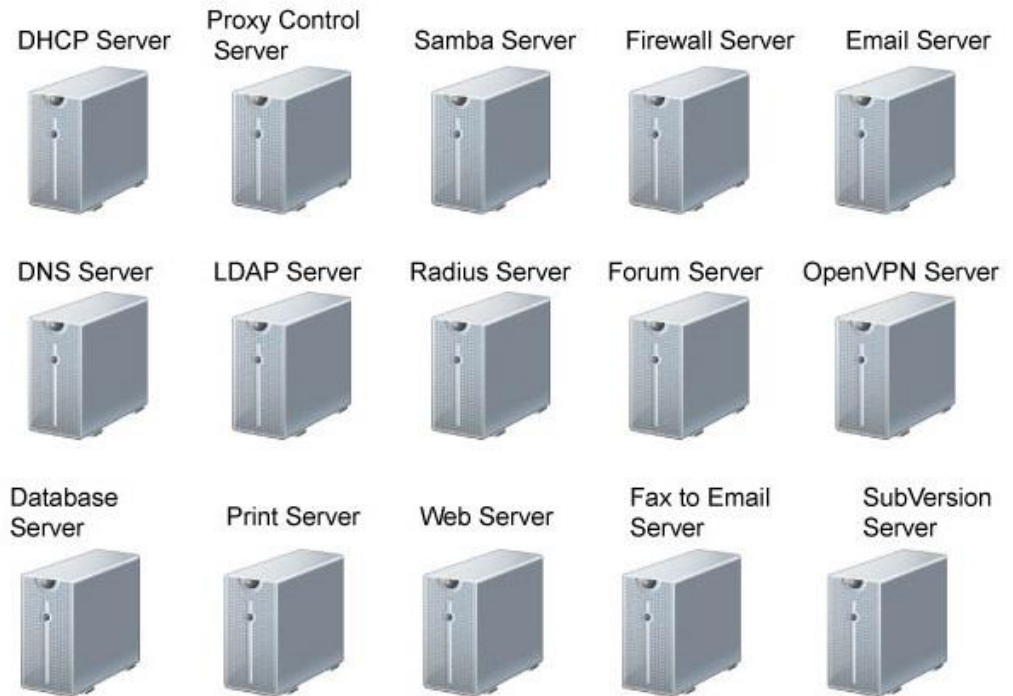 DHCP Server
Proxy Control
Server
Samba Server
Firewall Server
Email Server
DNS Server
LDAP Server
Radius Server
Forum Server
OpenVPN Server
Database
Server
Print Server
Web Server
Fax to Email
Server
SubVersion
Server